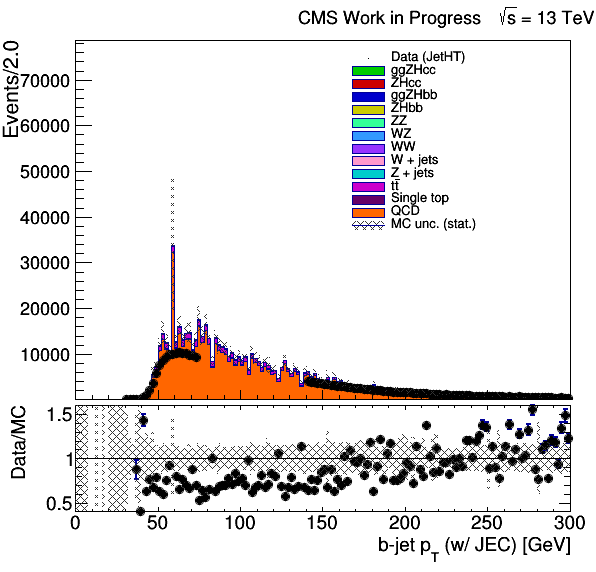 CMS Work in Progress √s = 13 TeV
Events/2.0
70000
60000
50000
40000
30000
20000
10000
Data (JetHT)
ggZHcc
ZHcc
ggZHbb
ZHbb
ZZ
WZ
WW
W + jets
Z + jets
tt̄
Single top
QCD
MC unc. (stat.)
Data/MC
1.5
1
0.5
0 50 100 150 200 250 300
b-jet p_T (w/ JEC) [GeV]